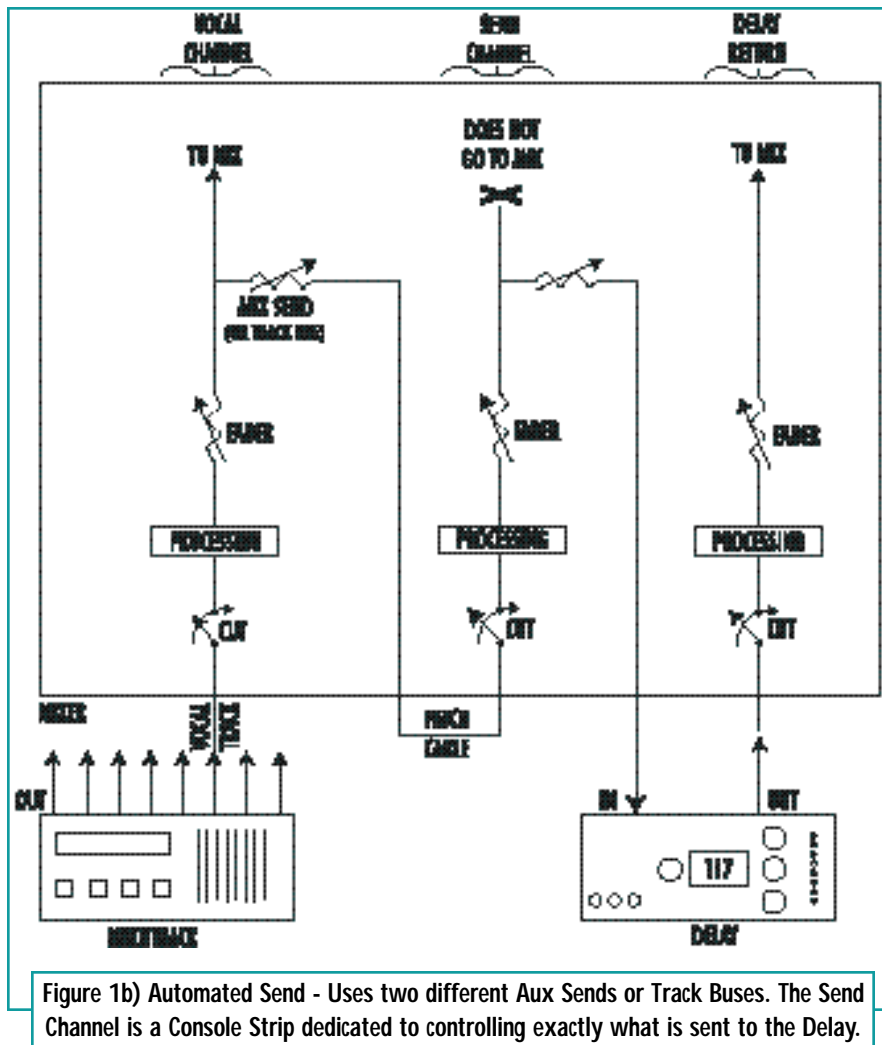 VOCAL CHANNEL
SEND CHANNEL
DELAY RETURN
TO MIX
DOES NOT
GO TO MIX
TO MIX
AUX SEND
(OR TRACK BUS)
FADER
FADER
FADER
PROCESSING
PROCESSING
PROCESSING
CUT
CUT
CUT
MIXER
VOCAL
TRACK
PATCH
CABLE
OUT
IN
OUT
117
MULTITRACK
DELAY
Figure 1b) Automated Send - Uses two different Aux Sends or Track Buses. The Send
Channel is a Console Strip dedicated to controlling exactly what is sent to the Delay.